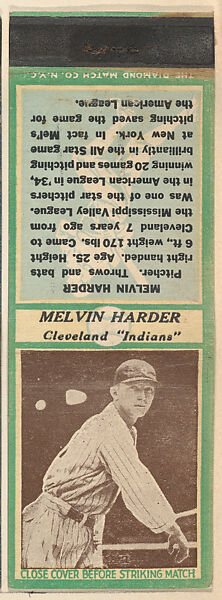 THE DIAMOND MATCH CO. N.Y.C.
MELVIN HARDER
Pitcher. Throws and bats
right handed. Age 25. Height
6 ft., weight 170 lbs. Came to
Cleveland 7 years ago from
the Mississippi Valley League.
Was one of the star pitchers
in the American League in '34,
winning 20 games and pitching
brilliantly in the All Star game
at New York. In fact Mel's
pitching saved the game for
the American League.
MELVIN HARDER
Cleveland "Indians"
CLOSE COVER BEFORE STRIKING MATCH